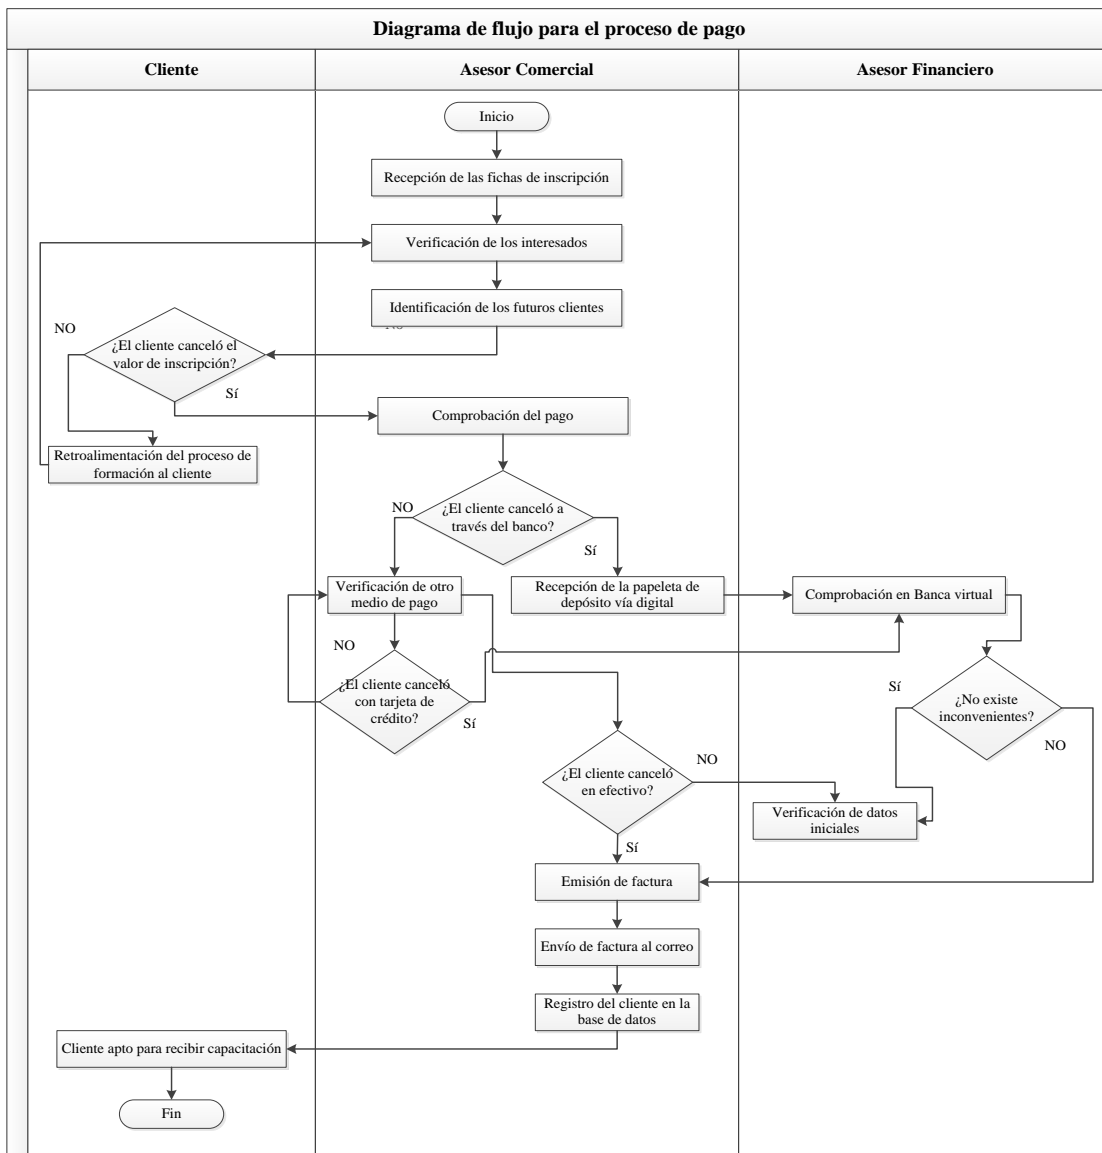 Diagrama de flujo para el proceso de pago
Cliente
Asesor Comercial
Asesor Financiero
Inicio
Recepción de las fichas de inscripción
Verificación de los interesados
Identificación de los futuros clientes
NO
¿El cliente canceló el
valor de inscripción?
NO
Sí
Comprobación del pago
Retroalimentación del proceso de
formación al cliente
¿El cliente canceló a
través del banco?
NO
Sí
Verificación de otro
medio de pago
Recepción de la papeleta de
depósito vía digital
Comprobación en Banca virtual
NO
¿El cliente canceló
con tarjeta de
crédito?
Sí
Sí
¿No existe
inconvenientes?
NO
¿El cliente canceló
en efectivo?
NO
Verificación de datos
iniciales
Sí
Emisión de factura
Envío de factura al correo
Registro del cliente en la
base de datos
Cliente apto para recibir capacitación
Fin